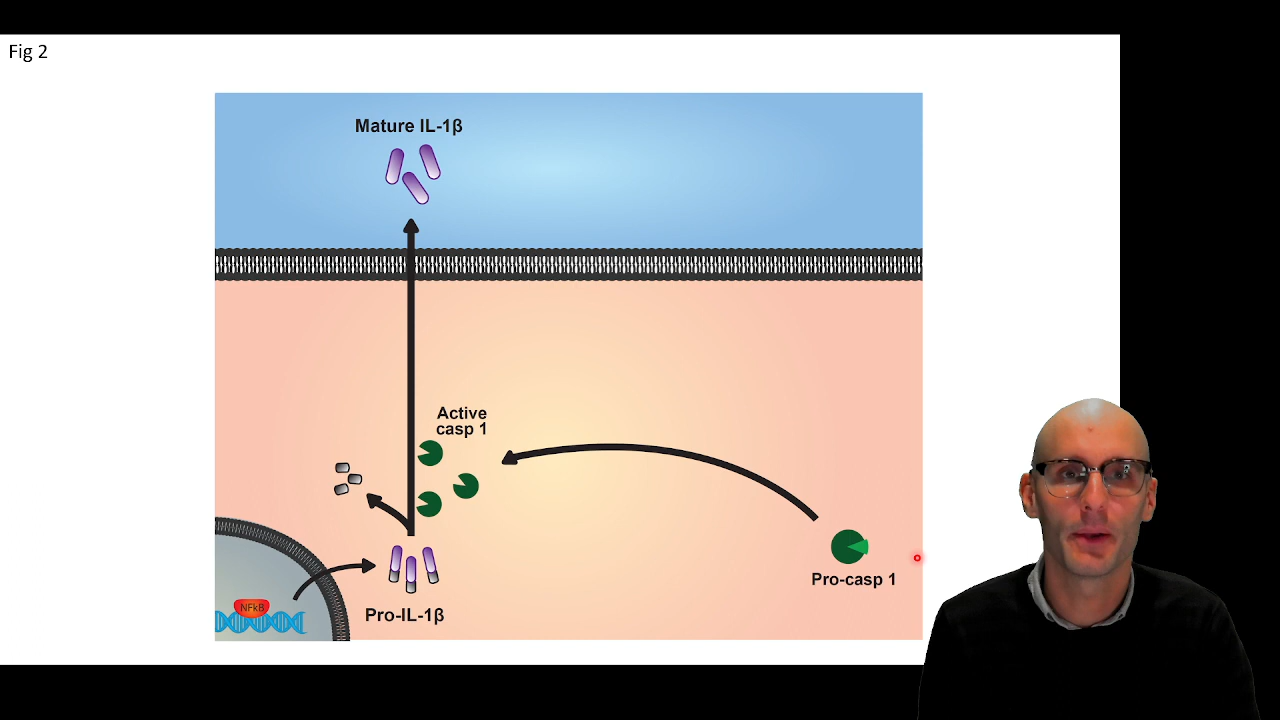 Fig 2
Mature IL-1β
Active
casp 1
Pro-casp 1
NFkB
Pro-IL-1β